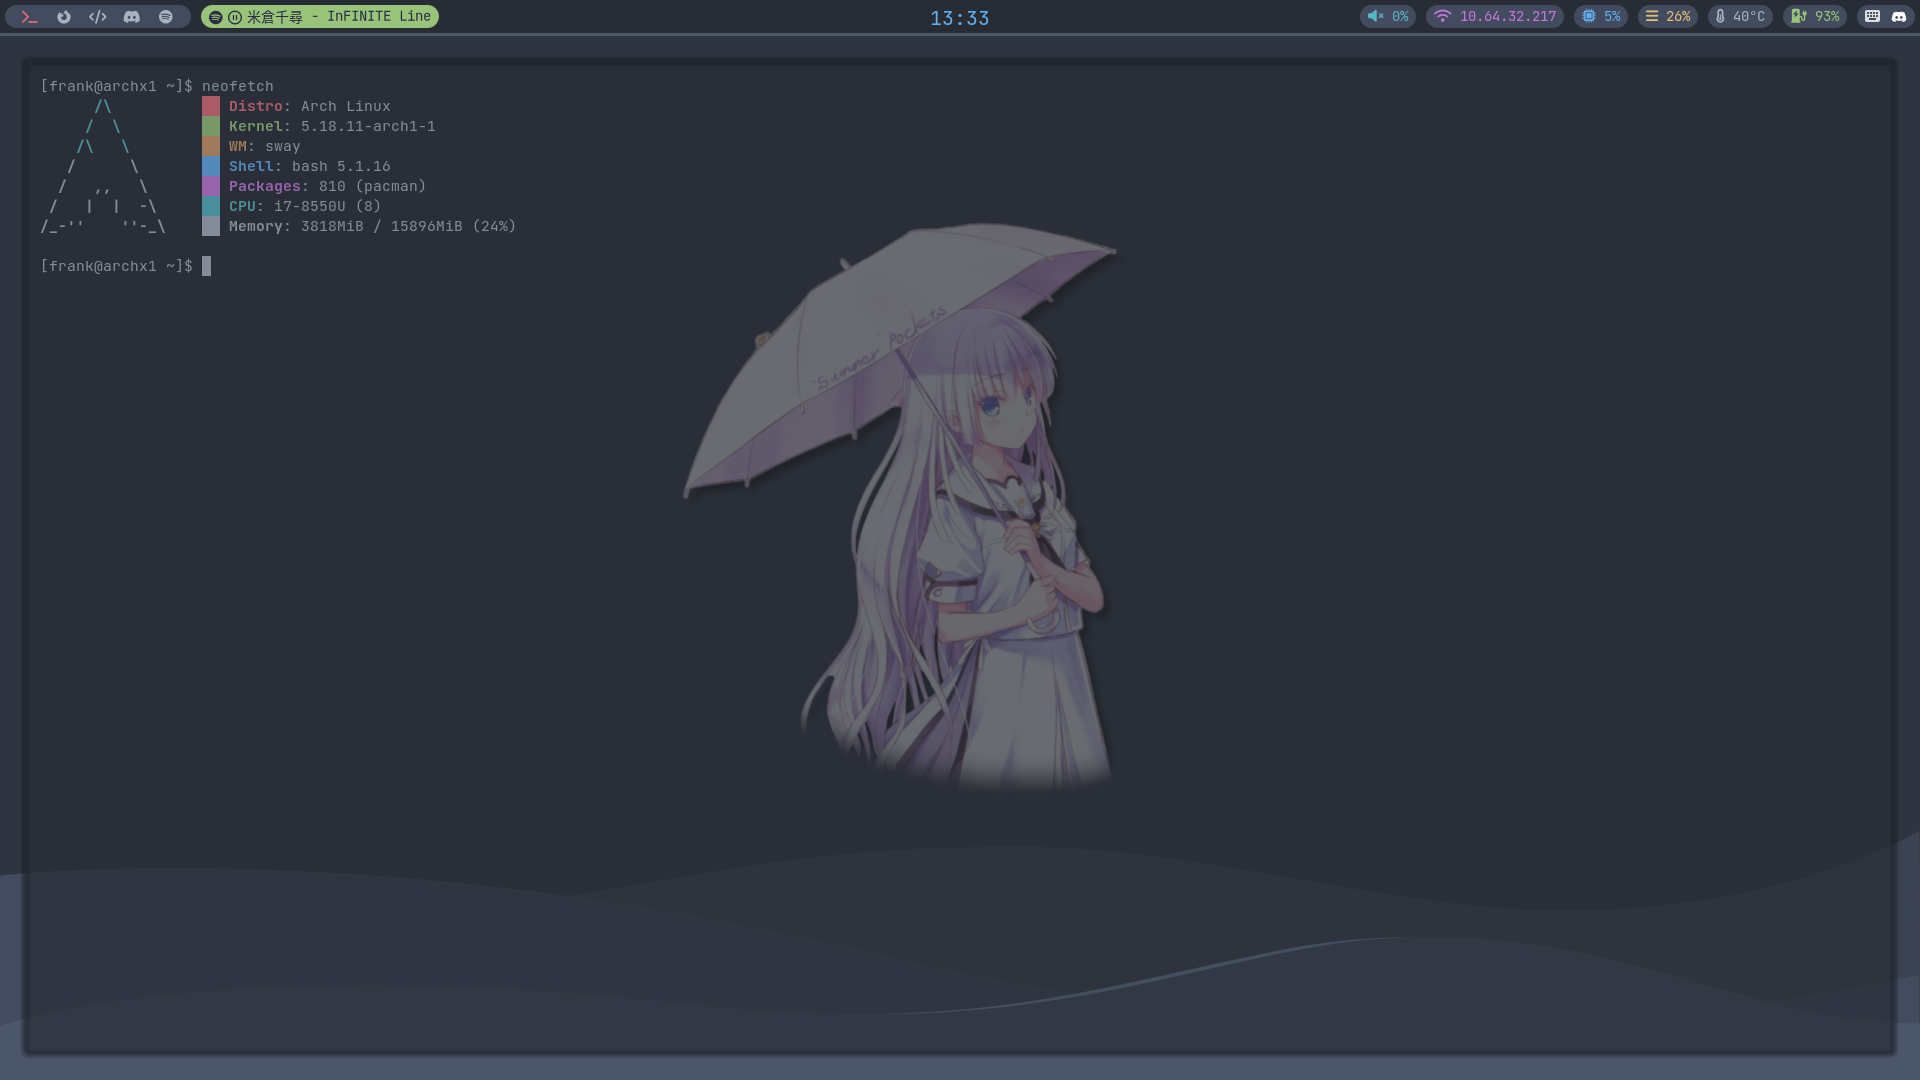 米倉千尋 - InFINITE Line
13:33
0%
10.64.32.217
5%
26%
40°C
93%
[frank@archx1 ~]$ neofetch
Distro: Arch Linux
Kernel: 5.18.11-arch1-1
WM: sway
Shell: bash 5.1.16
Packages: 810 (pacman)
CPU: i7-8550U (8)
Memory: 3818MiB / 15896MiB (24%)
[frank@archx1 ~]$
Summer Pockets